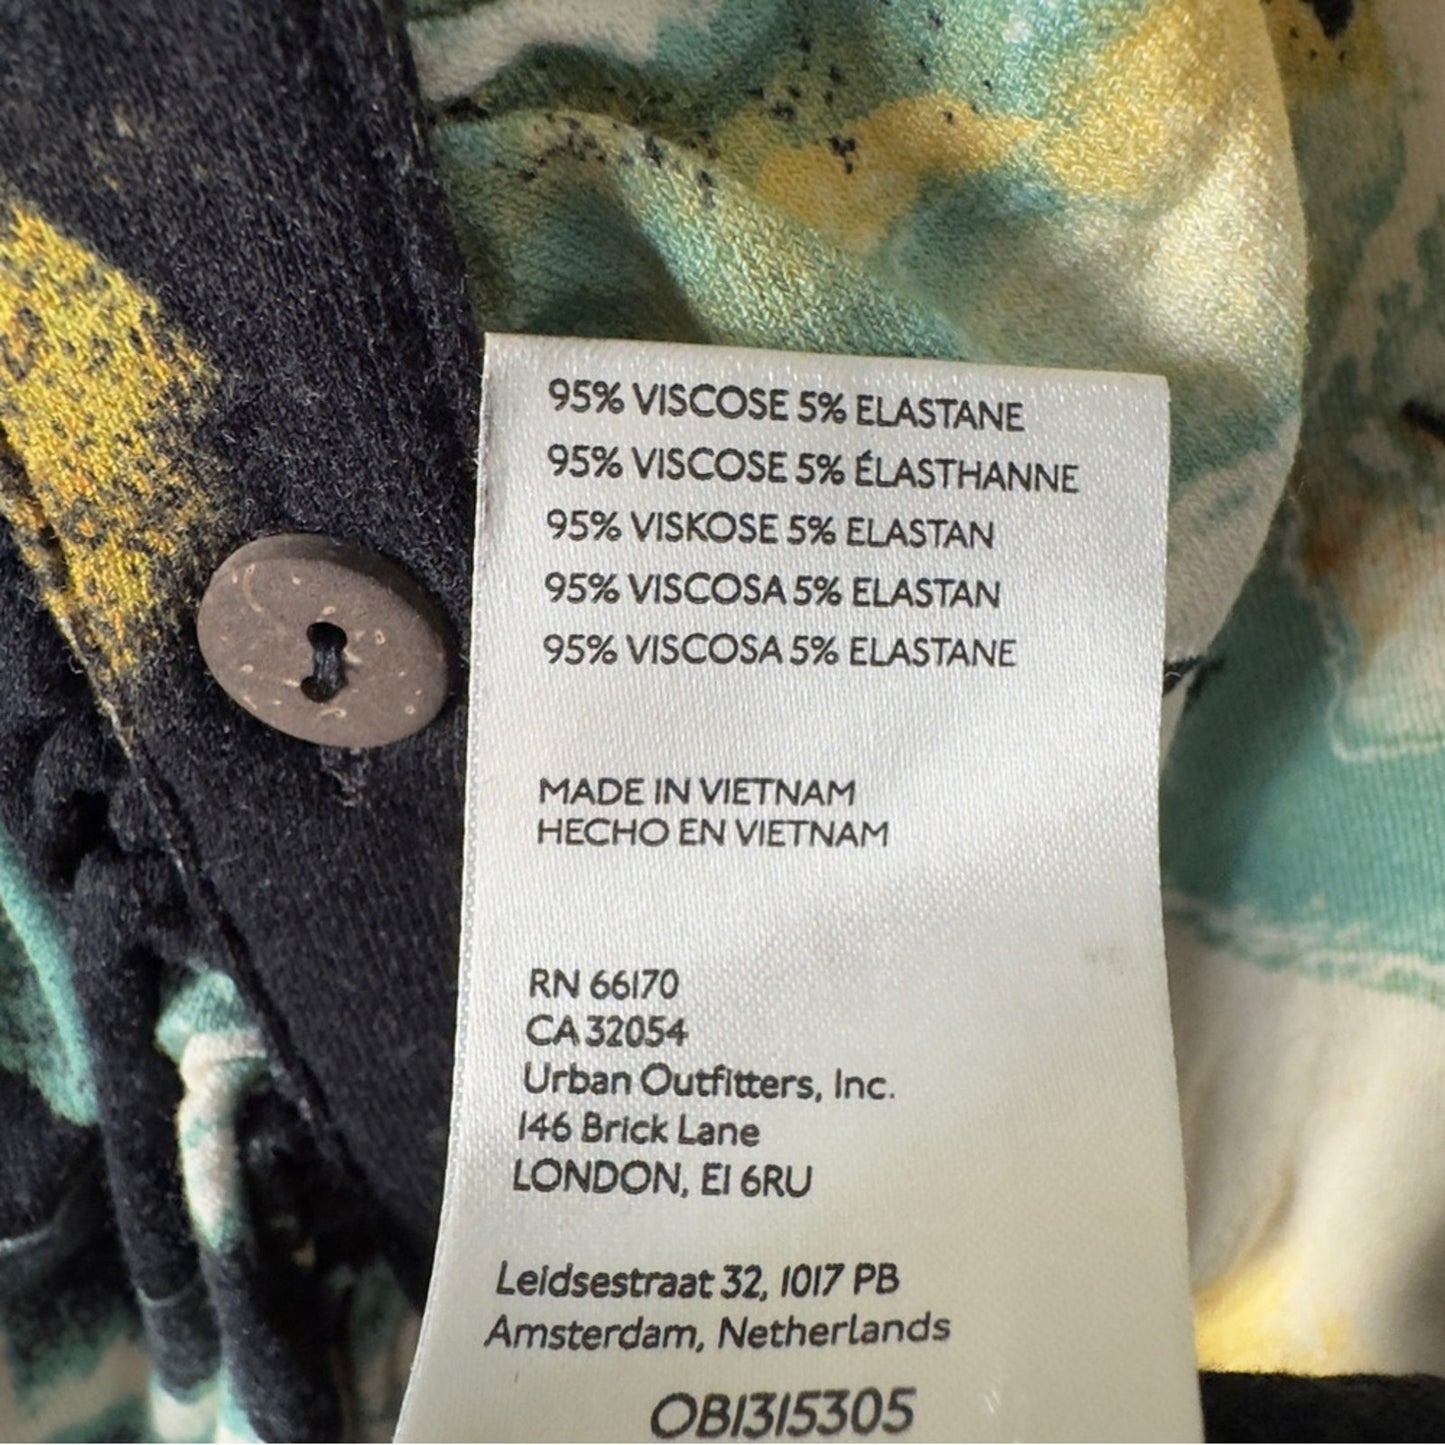 95% VISCOSE 5% ELASTANE
95% VISCOSE 5% ÉLASTHANNE
95% VISKOSE 5% ELASTAN
95% VISCOSA 5% ELASTAN
95% VISCOSA 5% ELASTANE
MADE IN VIETNAM
HECHO EN VIETNAM
RN 66170
CA 32054
Urban Outfitters, Inc.
146 Brick Lane
LONDON, E1 6RU
Leidsestraat 32, 1017 PB
Amsterdam, Netherlands
OB1315305